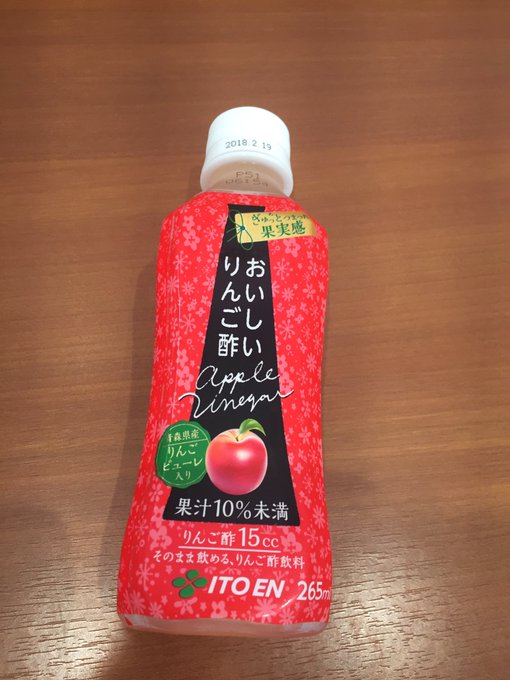 2018.2.19
P51
ぎゅっとつまった
果実感
おいしい
りんご酢
apple
Vinegar
青森県産
りんご
ピューレ
入り
果汁10%未満
りんご酢15cc
そのまま飲める、りんご酢飲料
ITOEN
265m